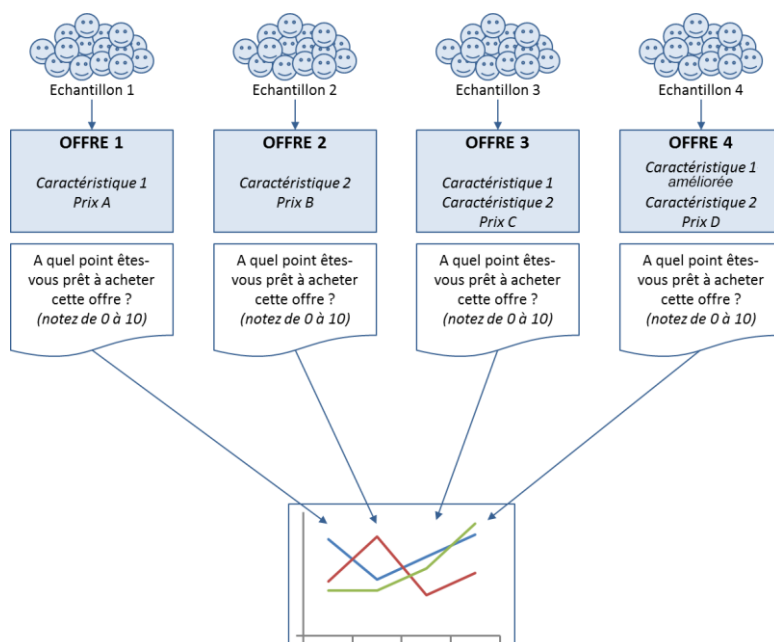 Echantillon 1
Echantillon 2
Echantillon 3
Echantillon 4
OFFRE 1
Caractéristique 1
Prix A
OFFRE 2
Caractéristique 2
Prix B
OFFRE 3
Caractéristique 1
Caractéristique 2
Prix C
OFFRE 4
Caractéristique 1
améliorée
Caractéristique 2
Prix D
A quel point êtes-
vous prêt à acheter
cette offre ?
(notez de 0 à 10)
A quel point êtes-
vous prêt à acheter
cette offre ?
(notez de 0 à 10)
A quel point êtes-
vous prêt à acheter
cette offre ?
(notez de 0 à 10)
A quel point êtes-
vous prêt à acheter
cette offre ?
(notez de 0 à 10)